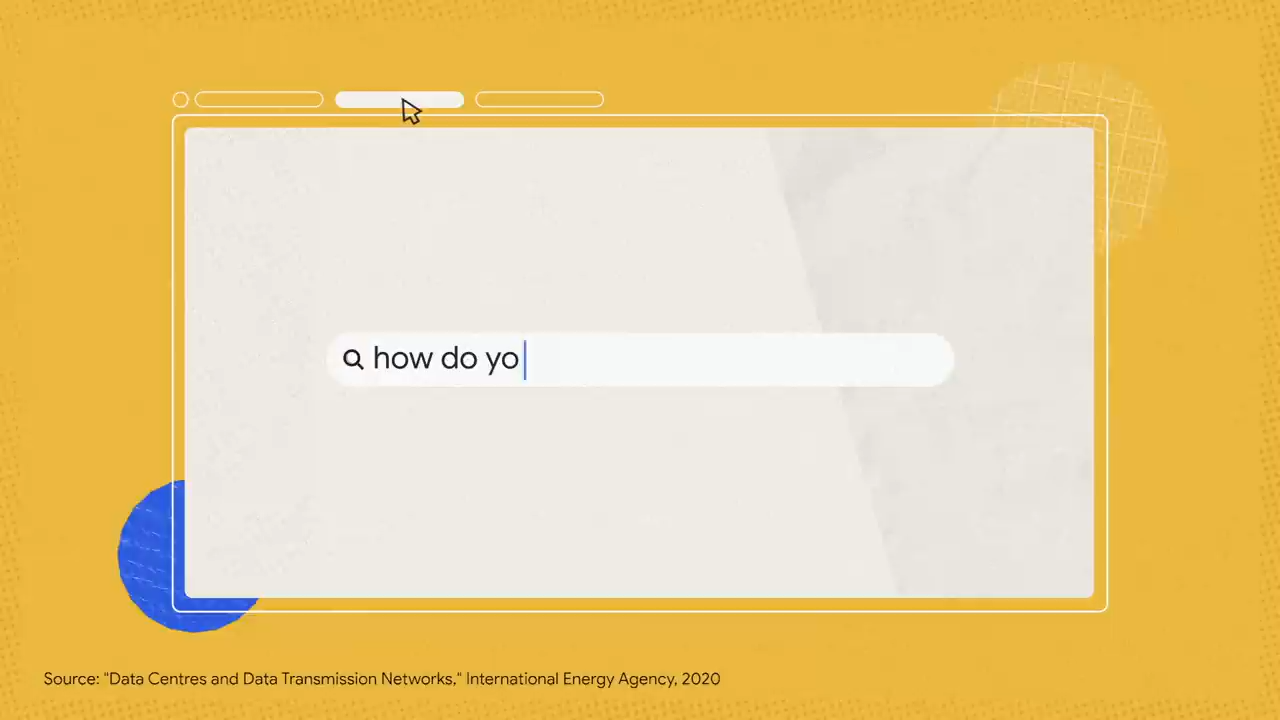 how do yo
Source: "Data Centres and Data Transmission Networks," International Energy Agency, 2020